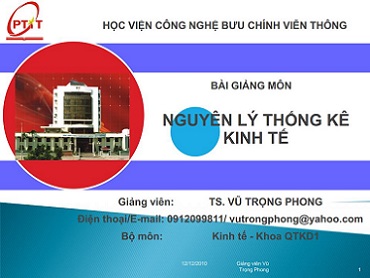 PTIT
HỌC VIỆN CÔNG NGHỆ BƯU CHÍNH VIỄN THÔNG
BÀI GIẢNG MÔN
NGUYÊN LÝ THỐNG KÊ
KINH TẾ
Giảng viên: TS. VŨ TRỌNG PHONG
Điện thoại/E-mail: 0912099811/ vutrongphong@yahoo.com
Bộ môn: Kinh tế - Khoa QTKD1
12/12/2010
Giảng viên Vũ
Trọng Phong
1